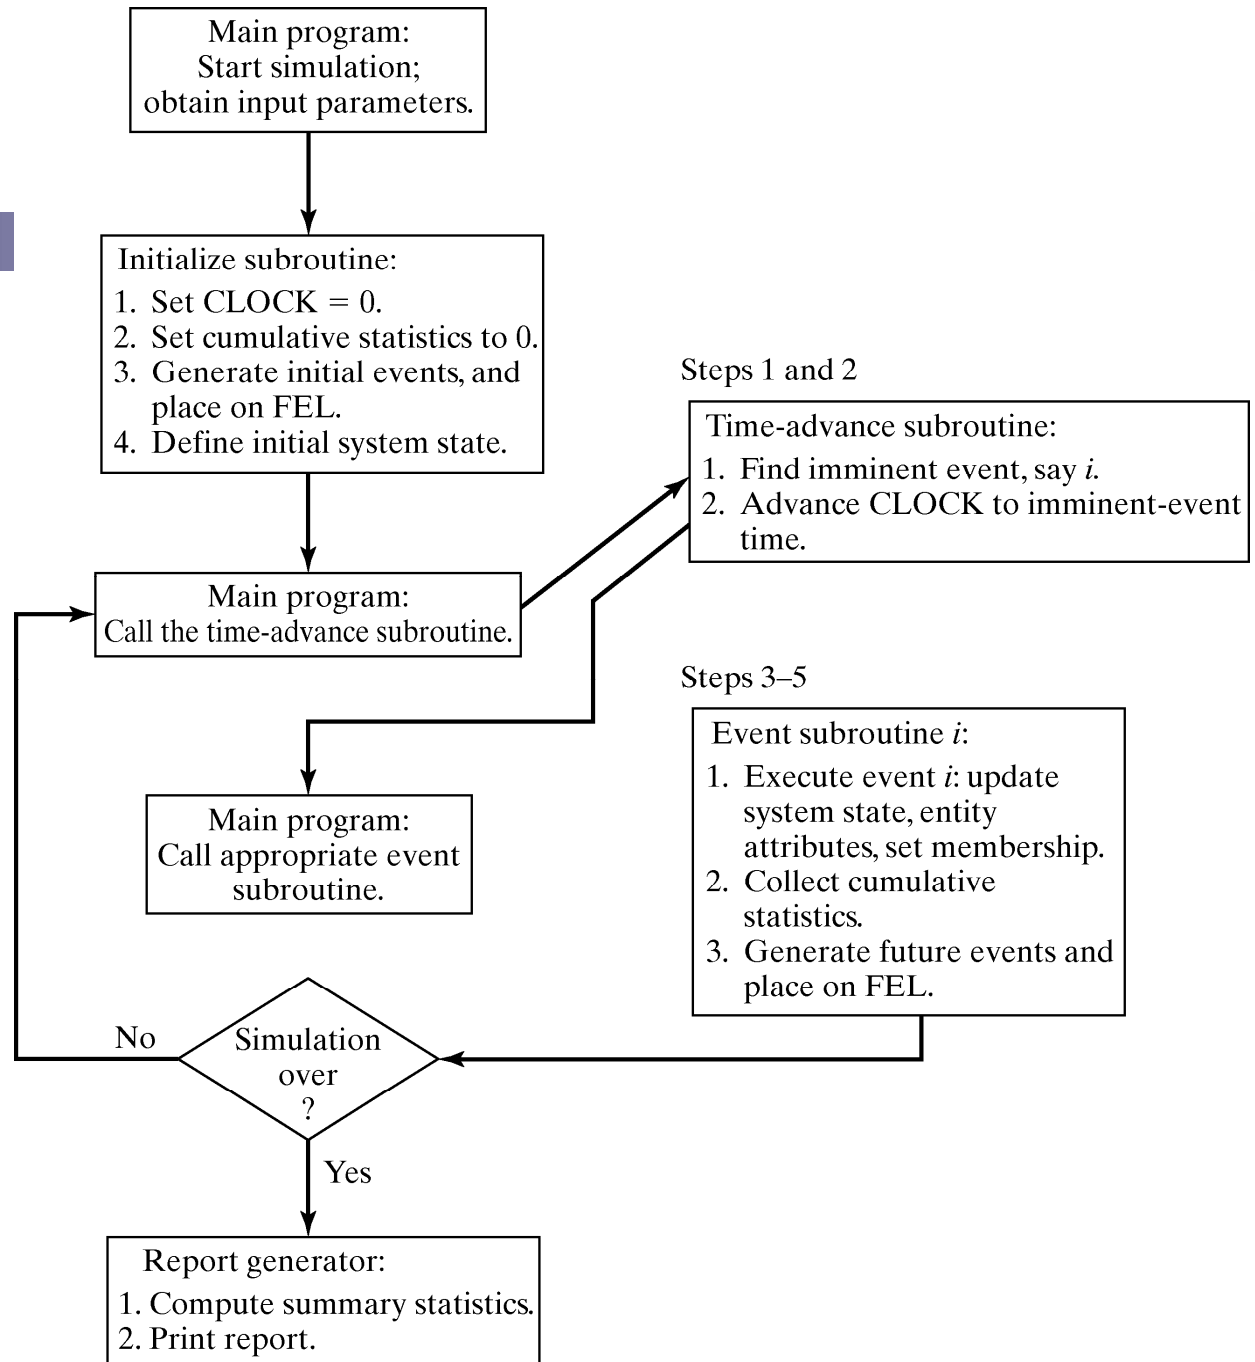 Main program:
Start simulation;
obtain input parameters.
Initialize subroutine:
1. Set CLOCK = 0.
2. Set cumulative statistics to 0.
3. Generate initial events, and
place on FEL.
4. Define initial system state.
Steps 1 and 2
Time-advance subroutine:
1. Find imminent event, say i.
2. Advance CLOCK to imminent-event
time.
Main program:
Call the time-advance subroutine.
Steps 3–5
Event subroutine i:
1. Execute event i: update
system state, entity
attributes, set membership.
2. Collect cumulative
statistics.
3. Generate future events and
place on FEL.
Main program:
Call appropriate event
subroutine.
No
Simulation
over
?
Yes
Report generator:
1. Compute summary statistics.
2. Print report.